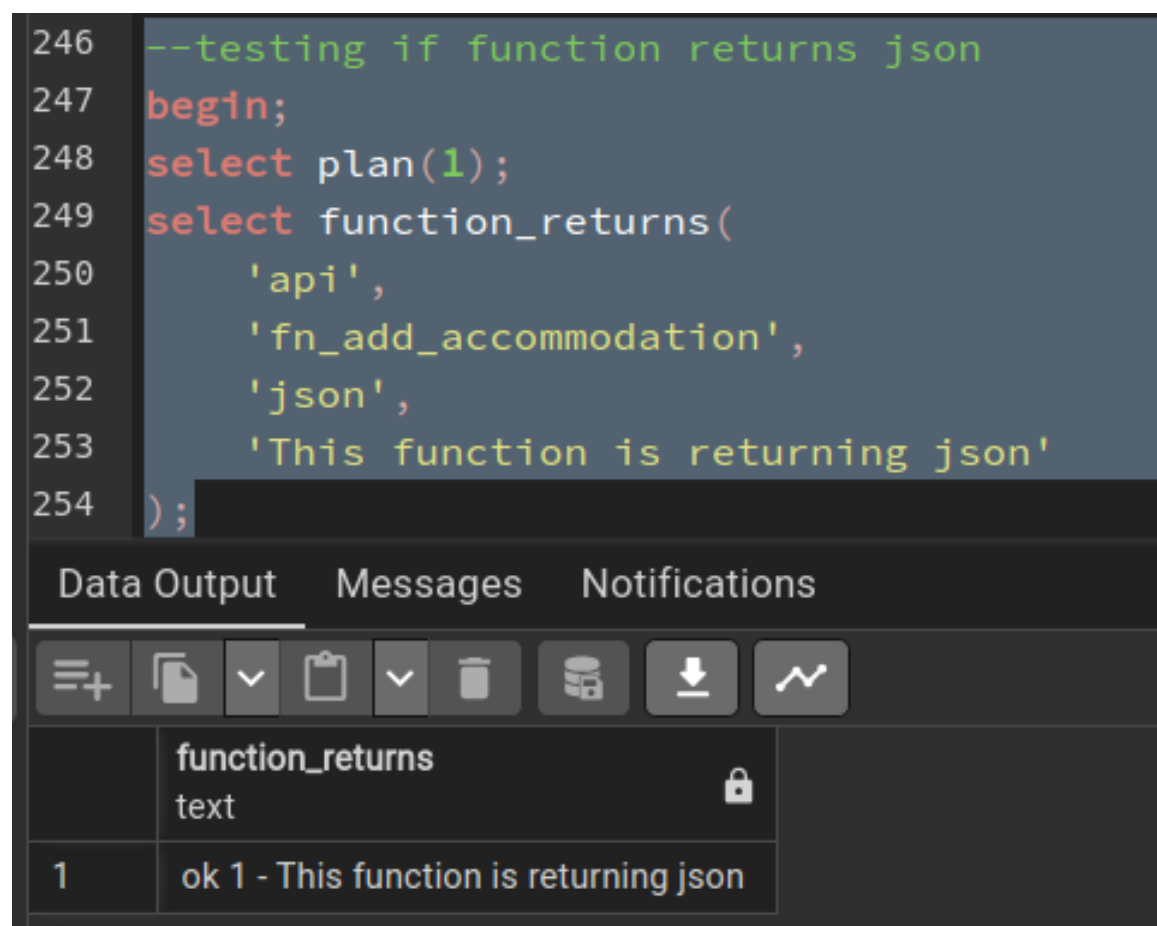 246 --testing if function returns json
247 begin;
248 select plan(1);
249 select function_returns(
250     'api',
251     'fn_add_accommodation',
252     'json',
253     'This function is returning json'
254 );
Data Output Messages Notifications
function_returns
text
1 ok 1 - This function is returning json